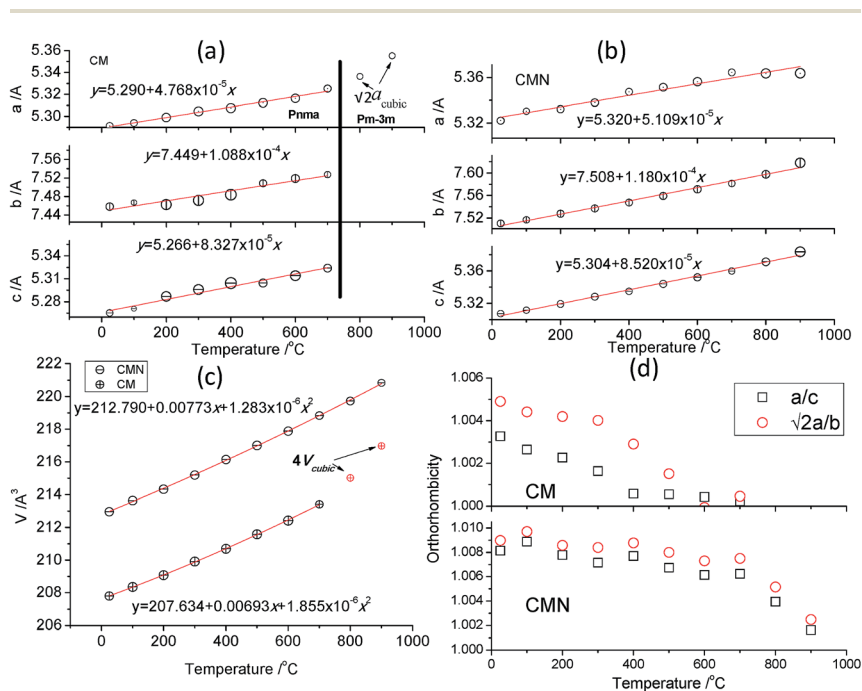 (a)
CM
y=5.290+4.768x10-5x
a /A
5.36
5.34
5.32
5.30
√2acubic
Pnma
Pm-3m
y=7.449+1.088x10-4x
b /A
7.56
7.52
7.48
7.44
y=5.266+8.327x10-5x
c /A
5.34
5.31
5.28
0 200 400 600 800 1000
Temperature /°C
(b)
CMN
a /A
5.36
5.32
y=5.320+5.109x10-5x
y=7.508+1.180x10-4x
b /A
7.60
7.52
y=5.304+8.520x10-5x
c /A
5.36
5.32
0 200 400 600 800 1000
Temperature /°C
(c)
CMN
CM
y=212.790+0.00773x+1.283x10-6x2
4Vcubic
y=207.634+0.00693x+1.855x10-6x2
V /A3
222
220
218
216
214
212
210
208
206
0 200 400 600 800 1000
Temperature /°C
(d)
a/c
√2a/b
CM
CMN
Orthorhombicity
1.006
1.004
1.002
1.000
1.010
1.008
1.006
1.004
1.002
1.000
0 200 400 600 800 1000
Temperature /°C